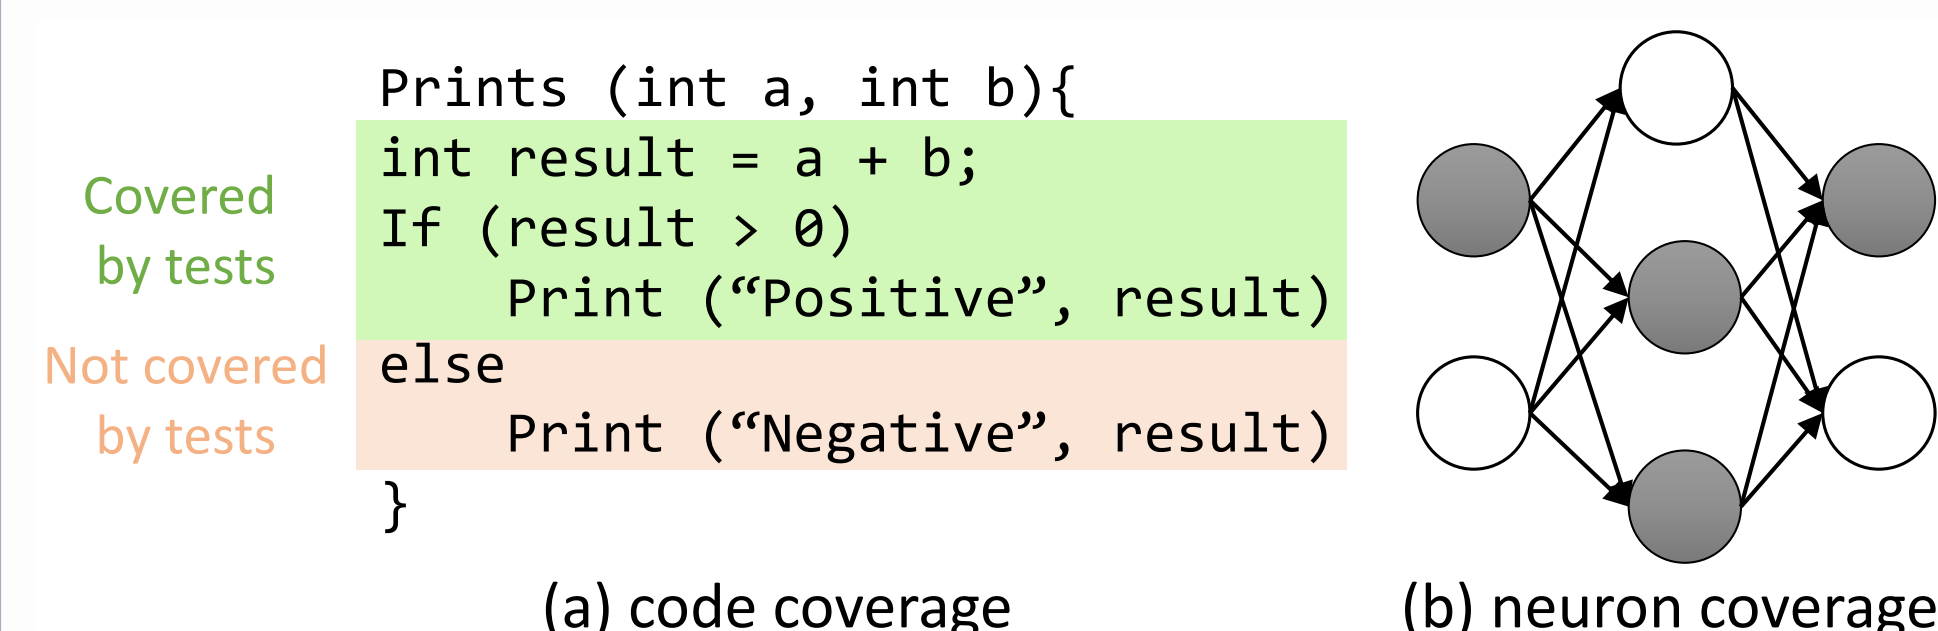 Prints (int a, int b){
int result = a + b;
If (result > 0)
    Print (“Positive”, result)
else
    Print (“Negative”, result)
}
Covered
by tests
Not covered
by tests
(a) code coverage
(b) neuron coverage